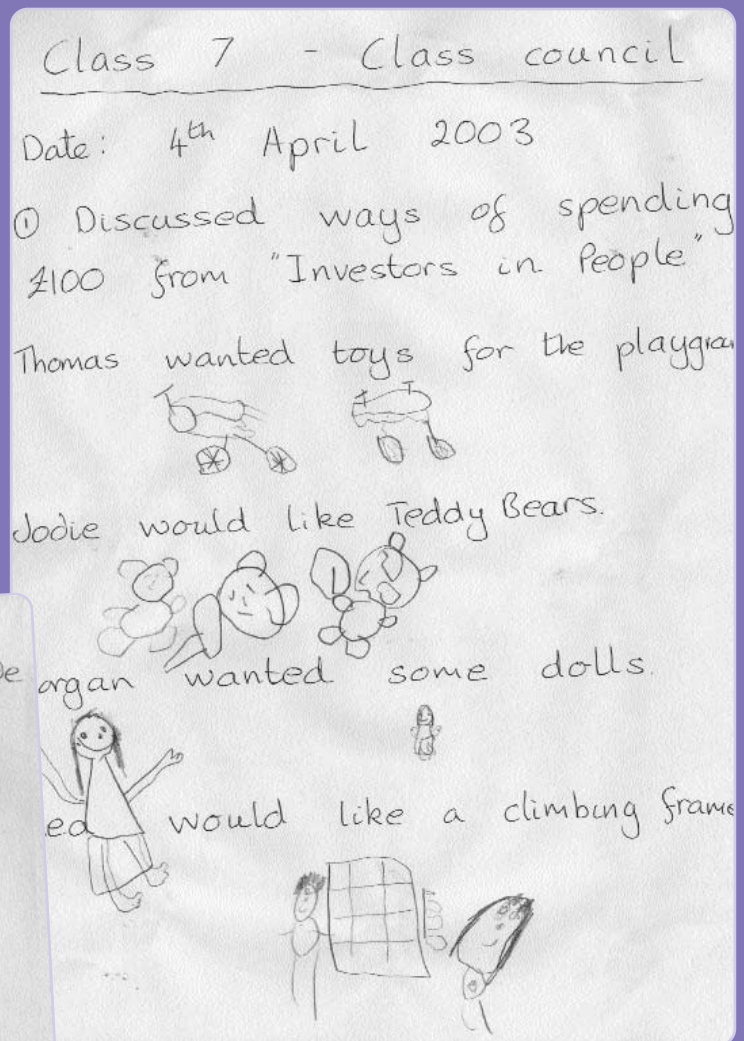 Class 7 - Class council
Date: 4th April 2003
① Discussed ways of spending
£100 from "Investors in People"
Thomas wanted toys for the
Jodie would like Teddy Bears.
organ wanted some dolls.
would like a climbing frame